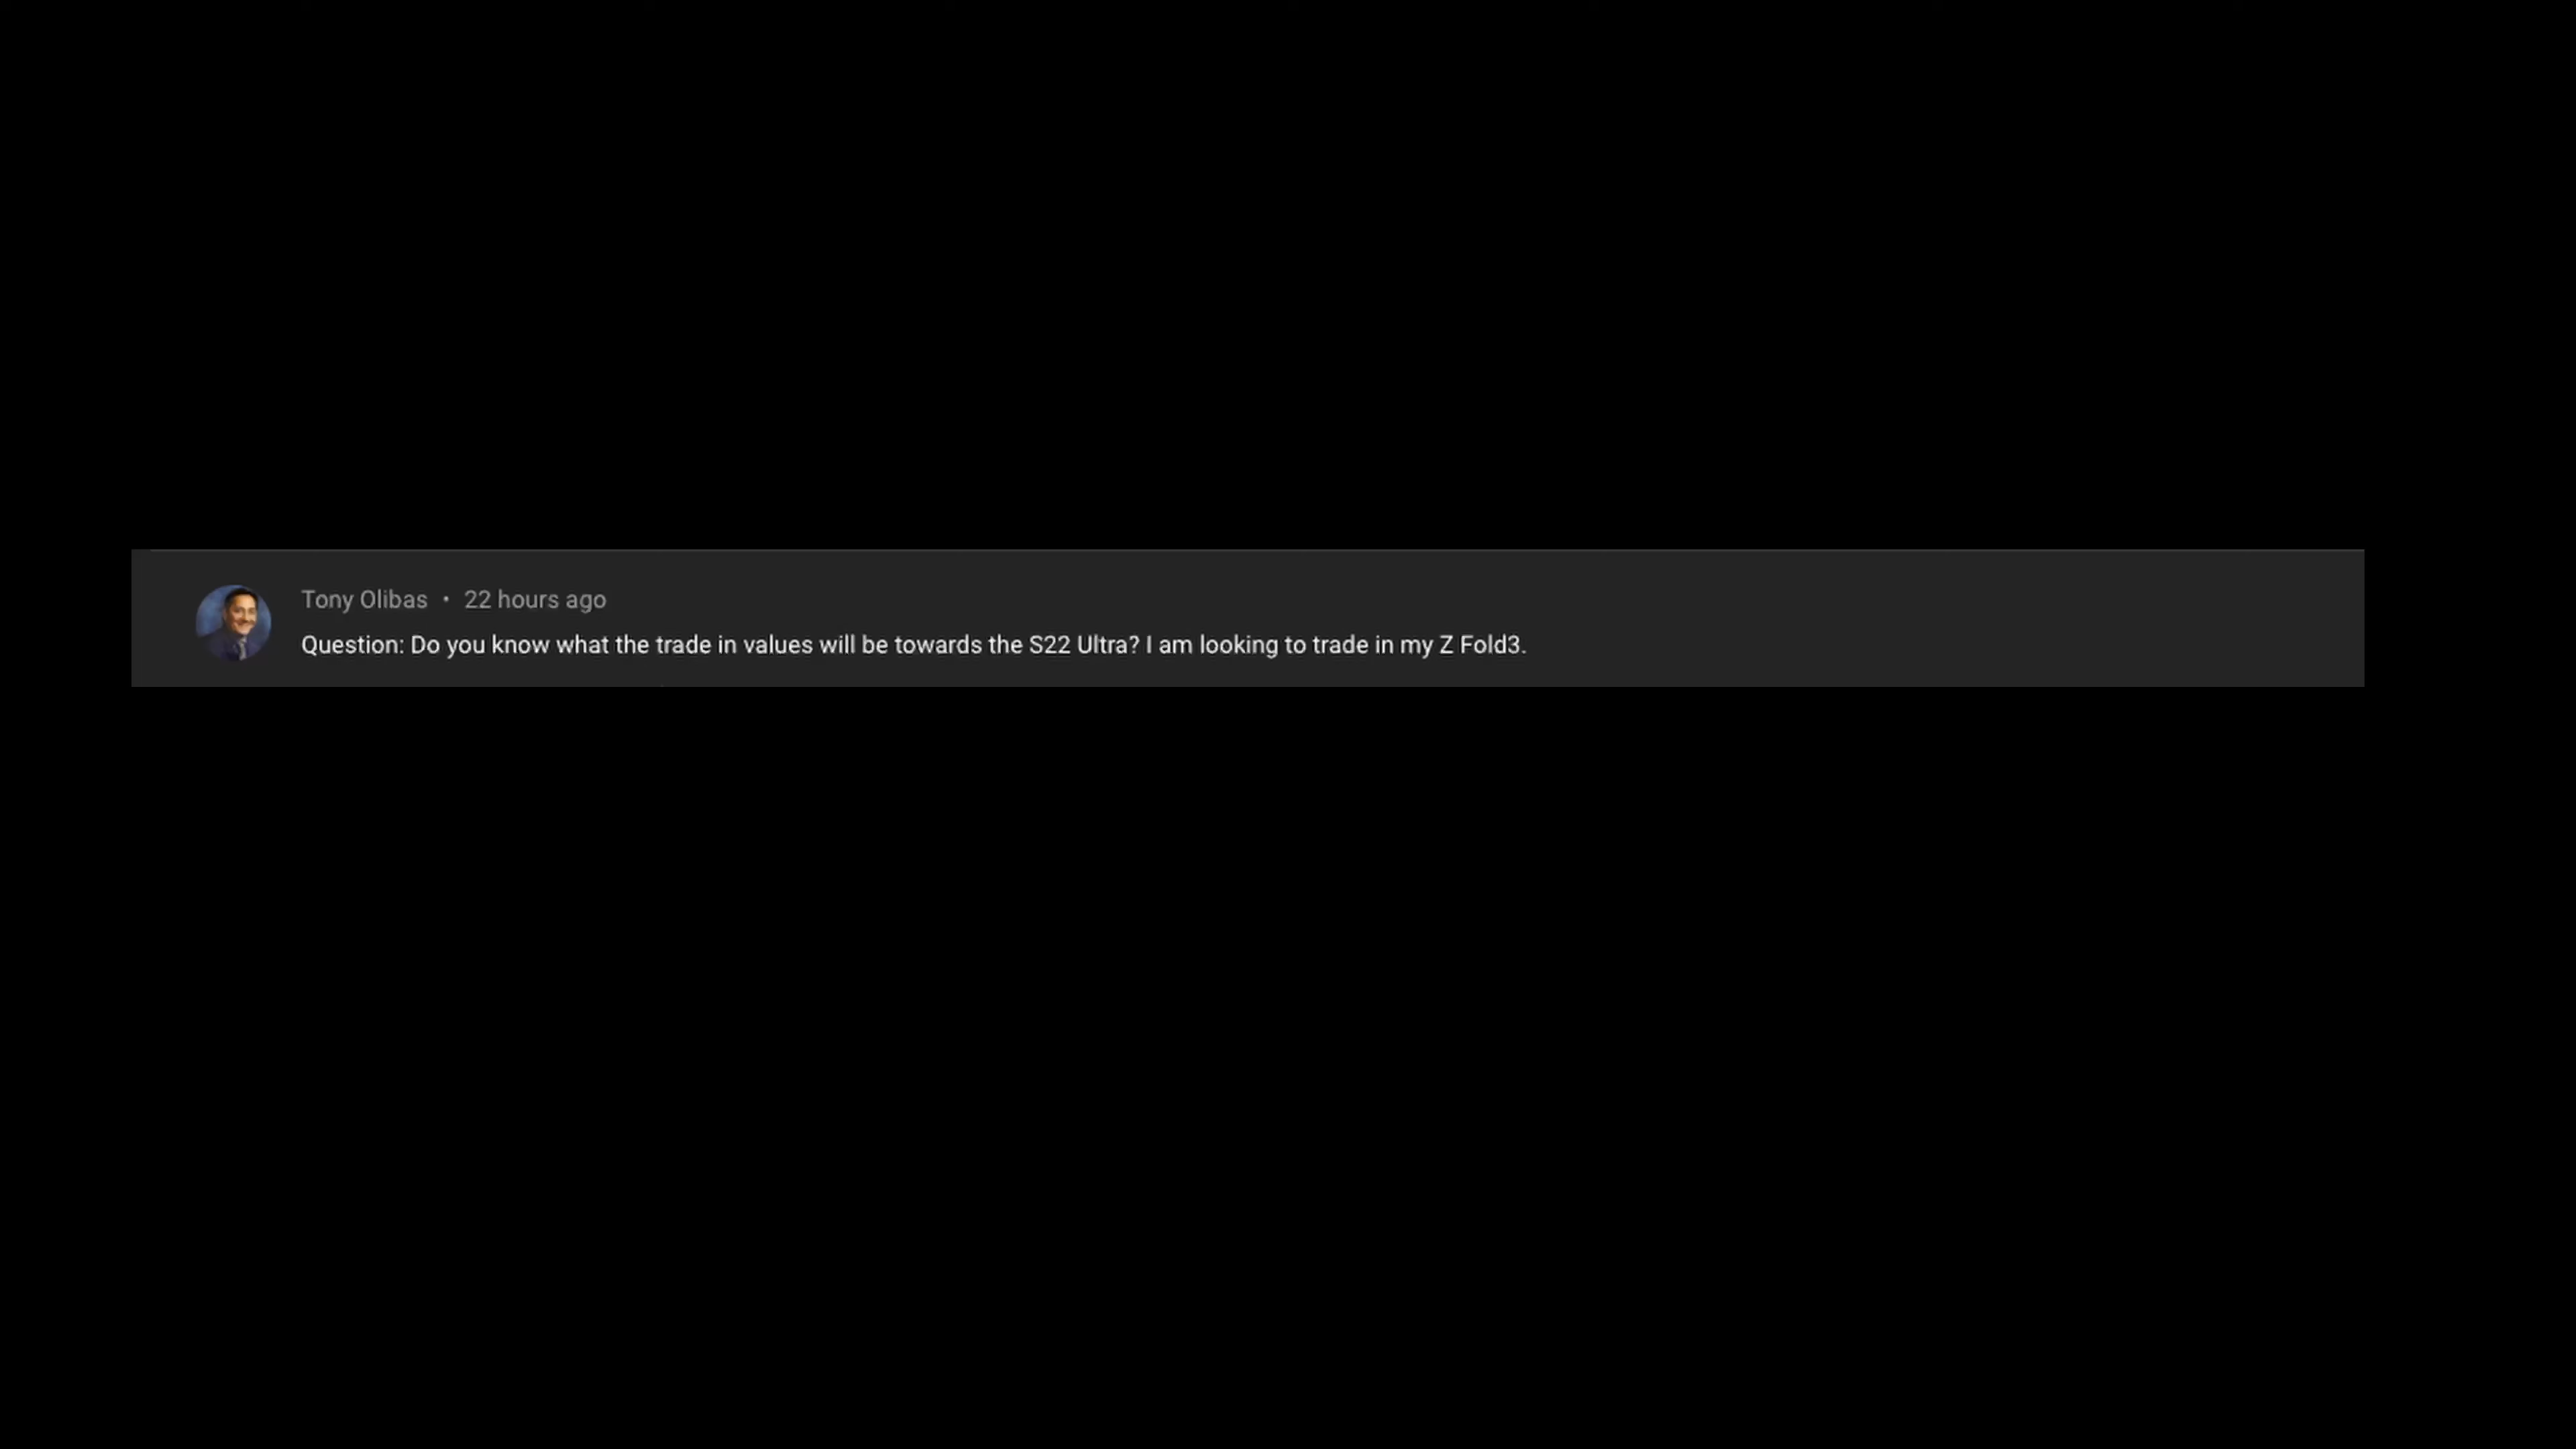 Tony Olibas • 22 hours ago
Question: Do you know what the trade in values will be towards the S22 Ultra? I am looking to trade in my Z Fold3.